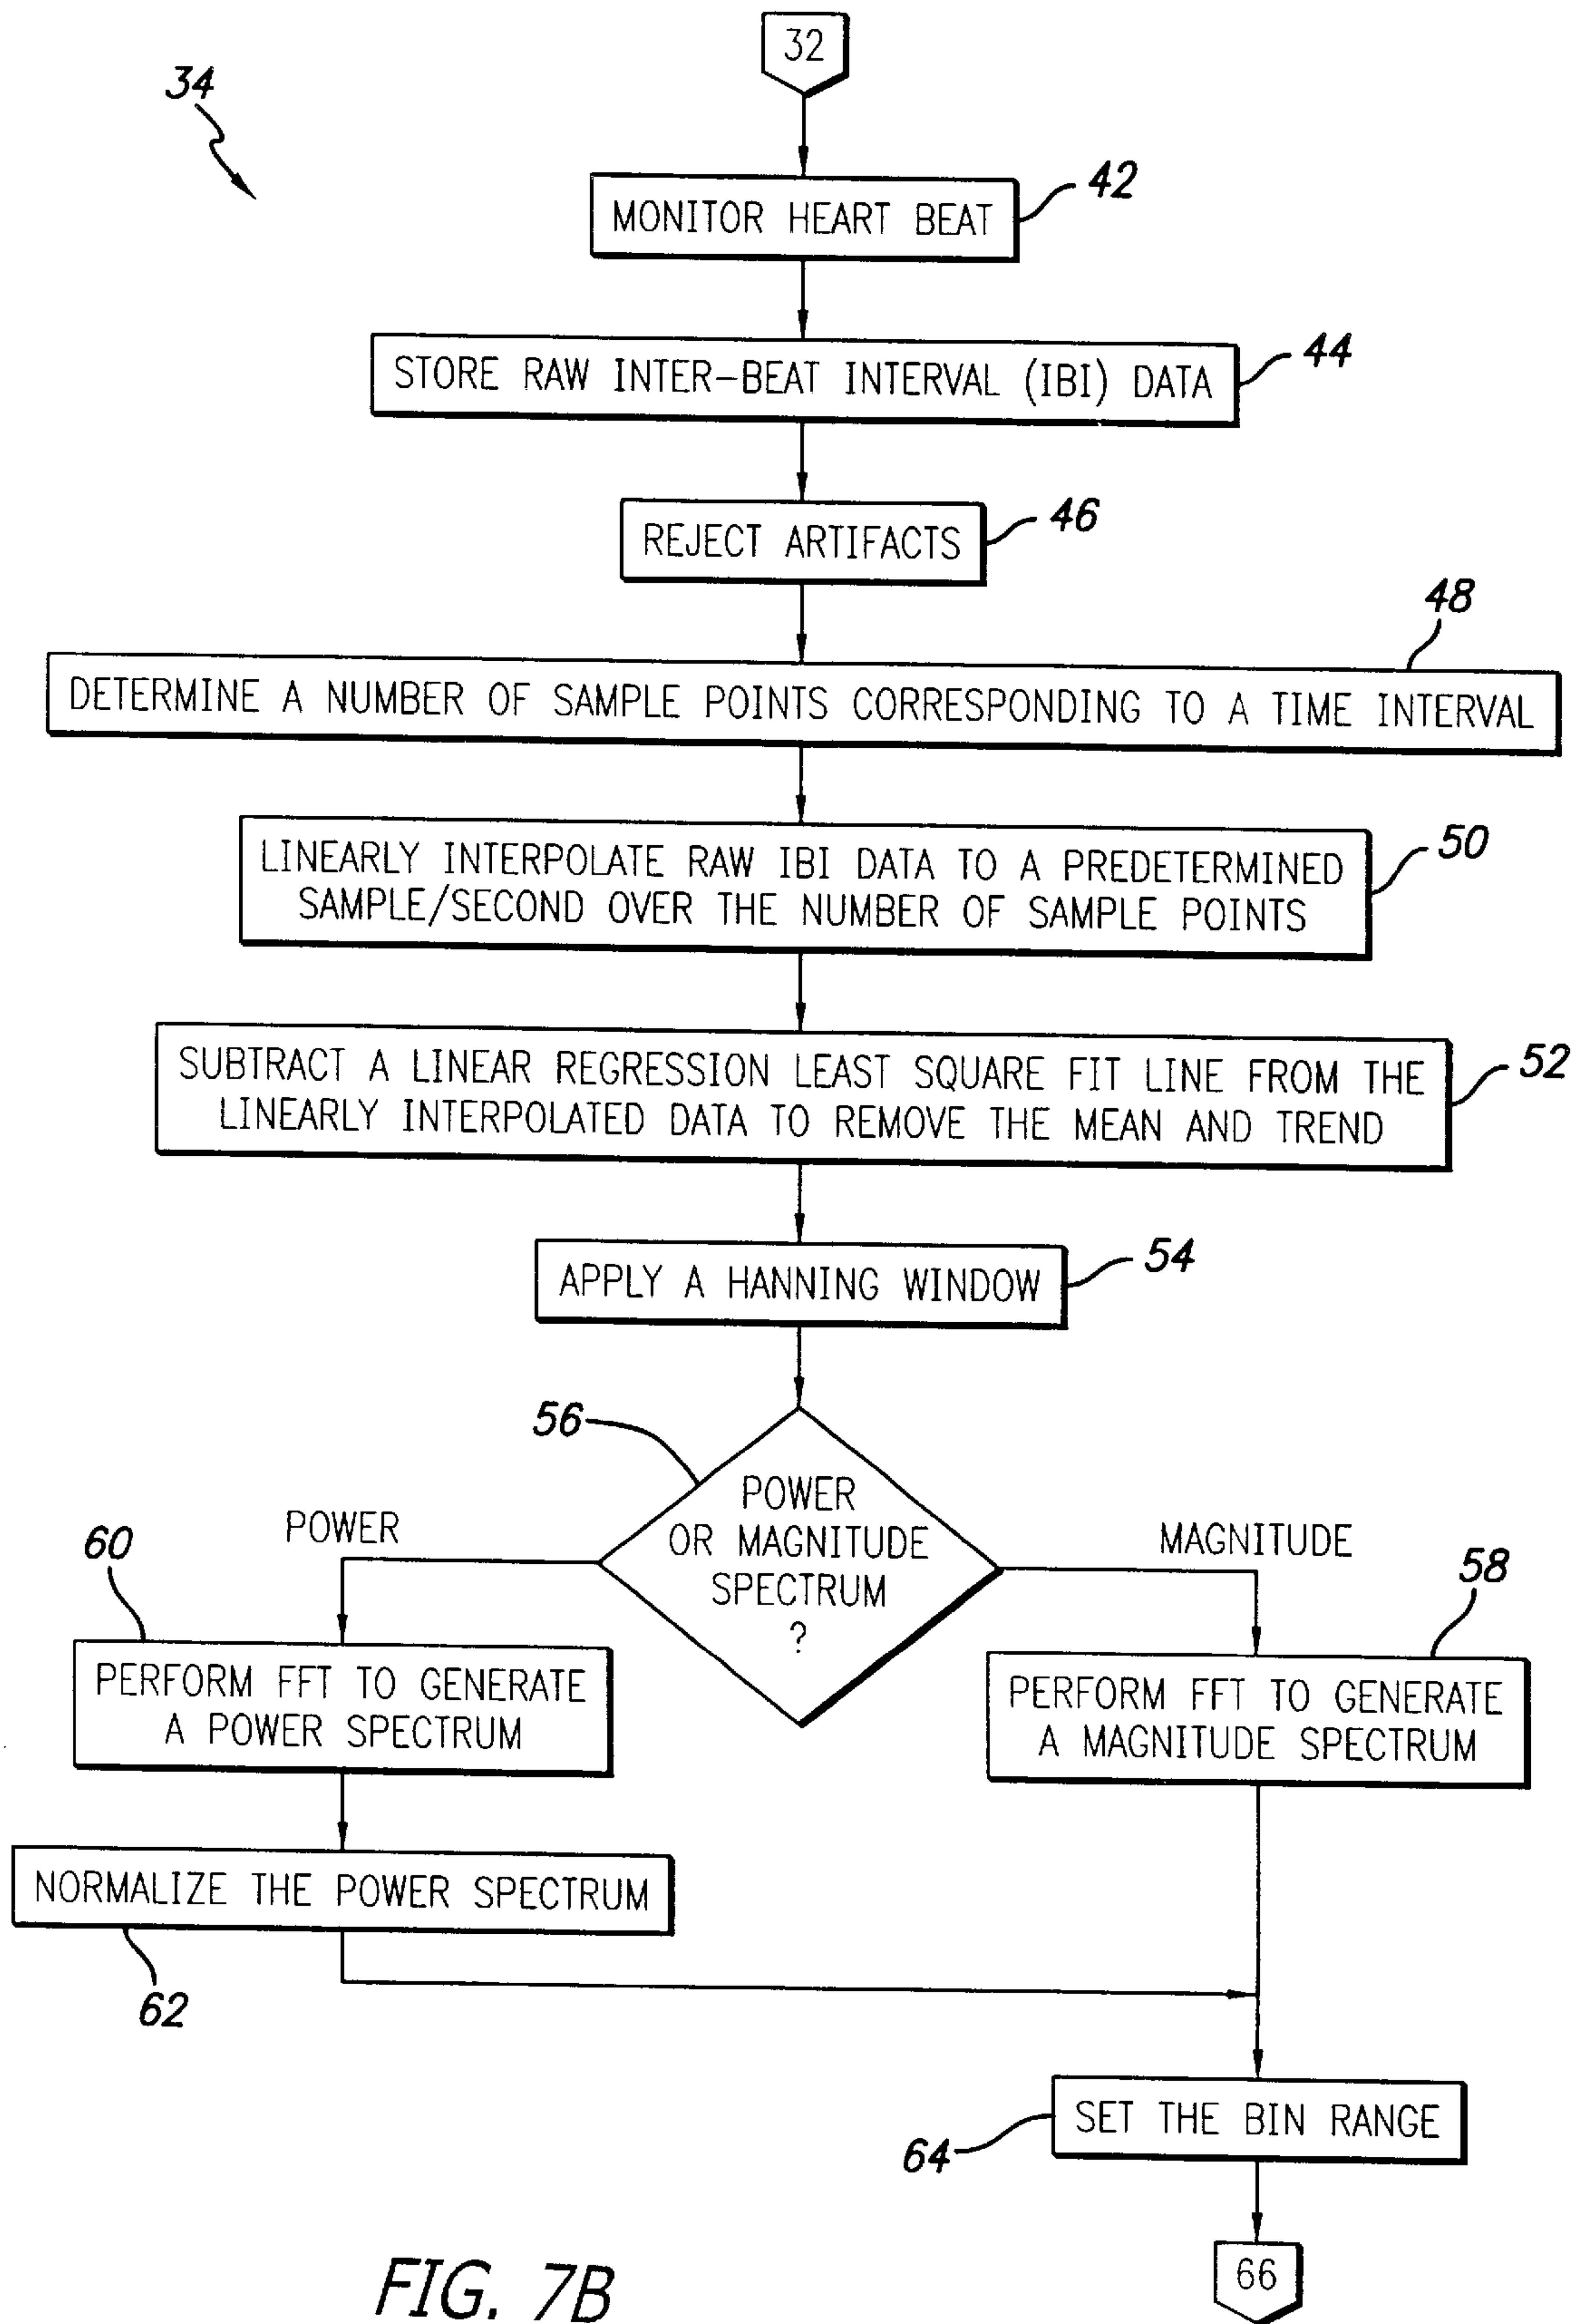 32
34
MONITOR HEART BEAT
42
STORE RAW INTER-BEAT INTERVAL (IBI) DATA
44
REJECT ARTIFACTS
46
48
DETERMINE A NUMBER OF SAMPLE POINTS CORRESPONDING TO A TIME INTERVAL
LINEARLY INTERPOLATE RAW IBI DATA TO A PREDETERMINED
SAMPLE/SECOND OVER THE NUMBER OF SAMPLE POINTS
50
SUBTRACT A LINEAR REGRESSION LEAST SQUARE FIT LINE FROM THE
LINEARLY INTERPOLATED DATA TO REMOVE THE MEAN AND TREND
52
APPLY A HANNING WINDOW
54
56
POWER
OR MAGNITUDE
SPECTRUM
?
POWER
MAGNITUDE
60
58
PERFORM FFT TO GENERATE
A POWER SPECTRUM
PERFORM FFT TO GENERATE
A MAGNITUDE SPECTRUM
NORMALIZE THE POWER SPECTRUM
62
SET THE BIN RANGE
64
66
FIG. 7B